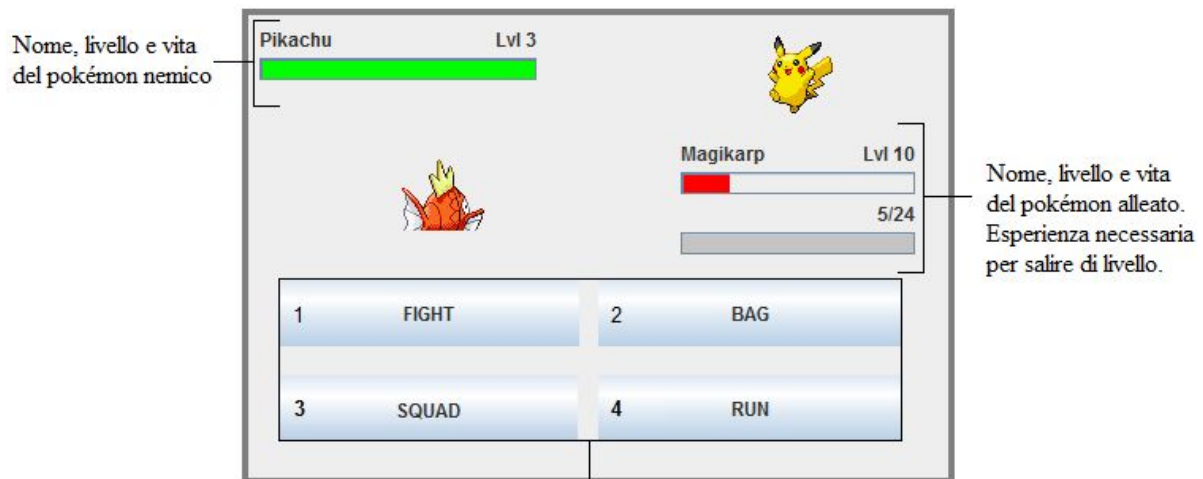 Nome, livello e vita
del pokémon nemico
Pikachu Lvl 3
Magikarp Lvl 10
5/24
Nome, livello e vita
del pokémon alleato.
Esperienza necessaria
per salire di livello.
1 FIGHT 2 BAG
3 SQUAD 4 RUN